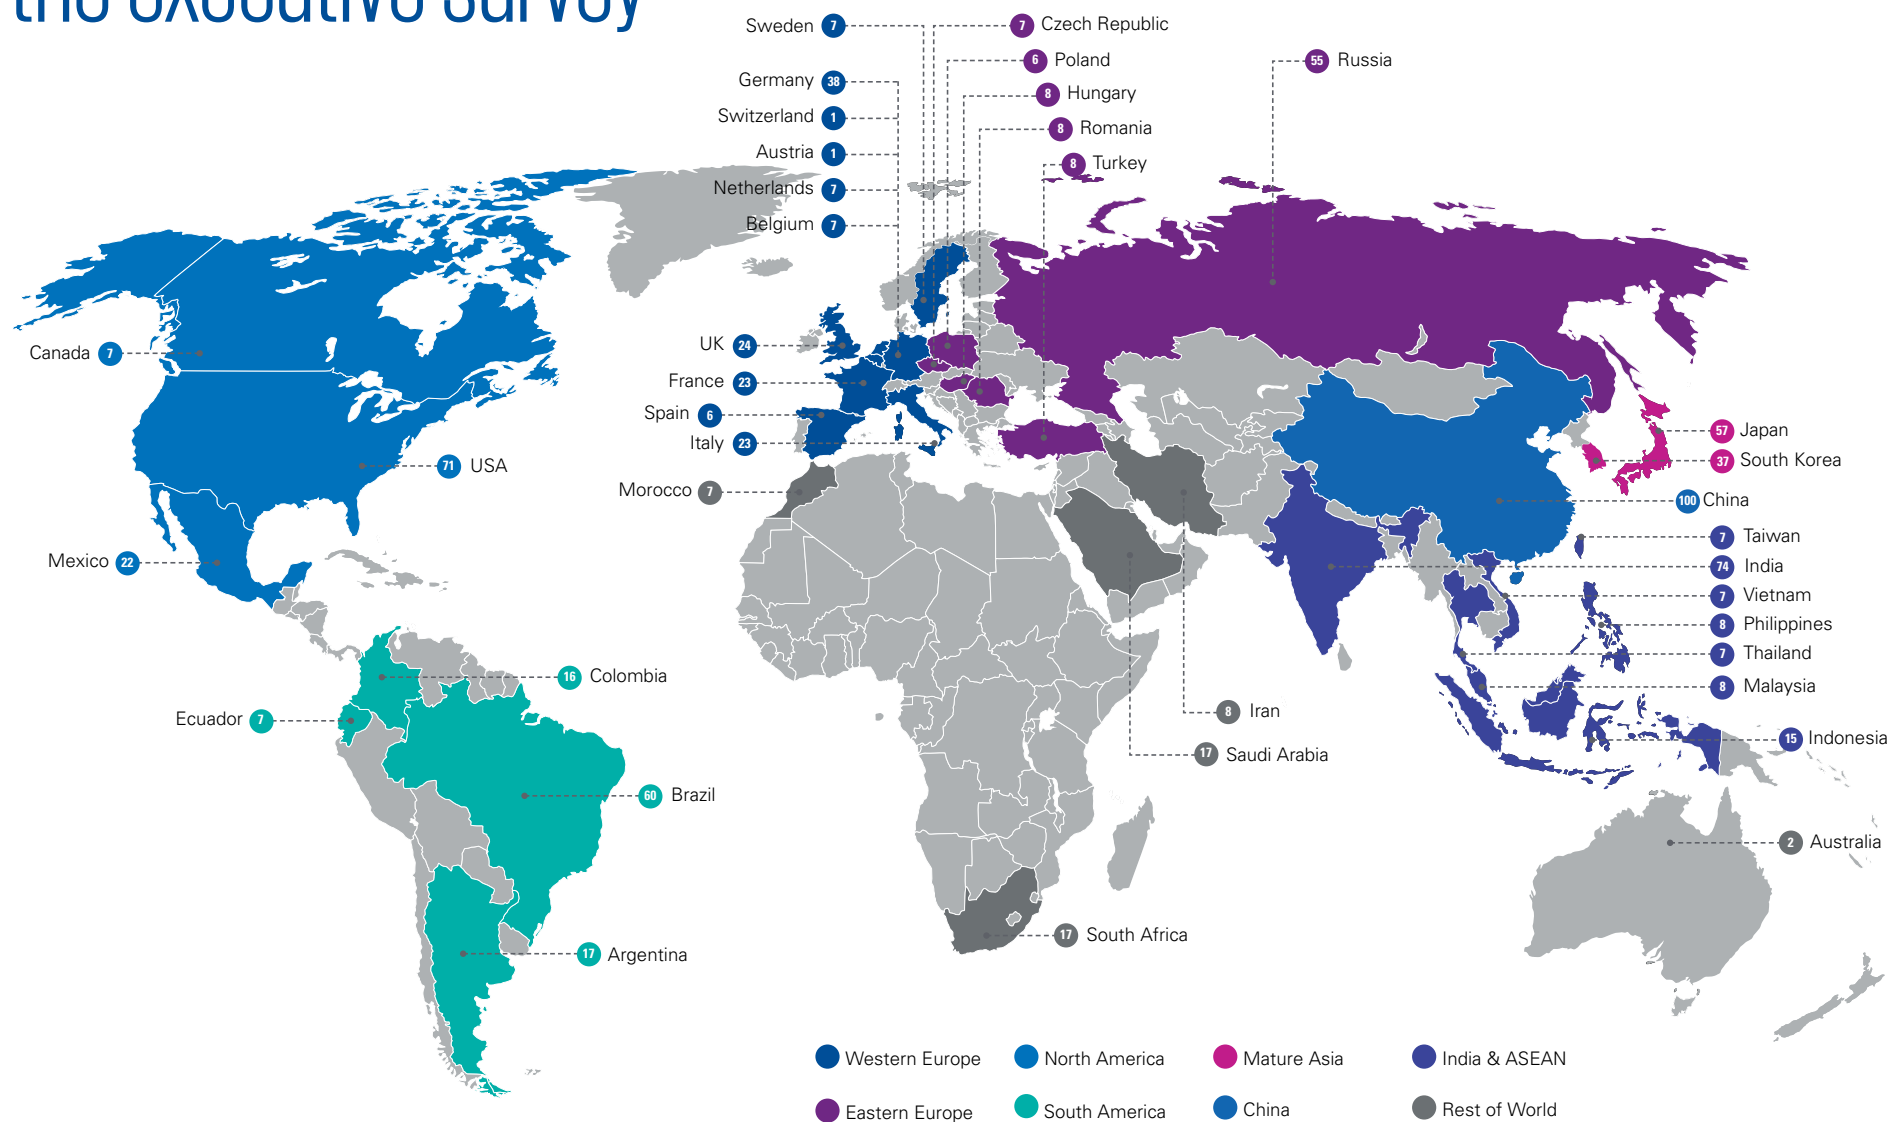 the executive survey
Sweden 7
7 Czech Republic
6 Poland
55 Russia
Germany 38
8 Hungary
Switzerland 1
8 Romania
Austria 1
8 Turkey
Netherlands 7
Belgium 7
UK 24
Canada 7
France 23
Spain 6
Italy 23
57 Japan
37 South Korea
71 USA
Morocco 7
100 China
7 Taiwan
Mexico 22
74 India
7 Vietnam
8 Philippines
7 Thailand
16 Colombia
8 Malaysia
Ecuador 7
8 Iran
15 Indonesia
17 Saudi Arabia
60 Brazil
2 Australia
17 South Africa
17 Argentina
Western Europe
North America
Mature Asia
India & ASEAN
Eastern Europe
South America
China
Rest of World